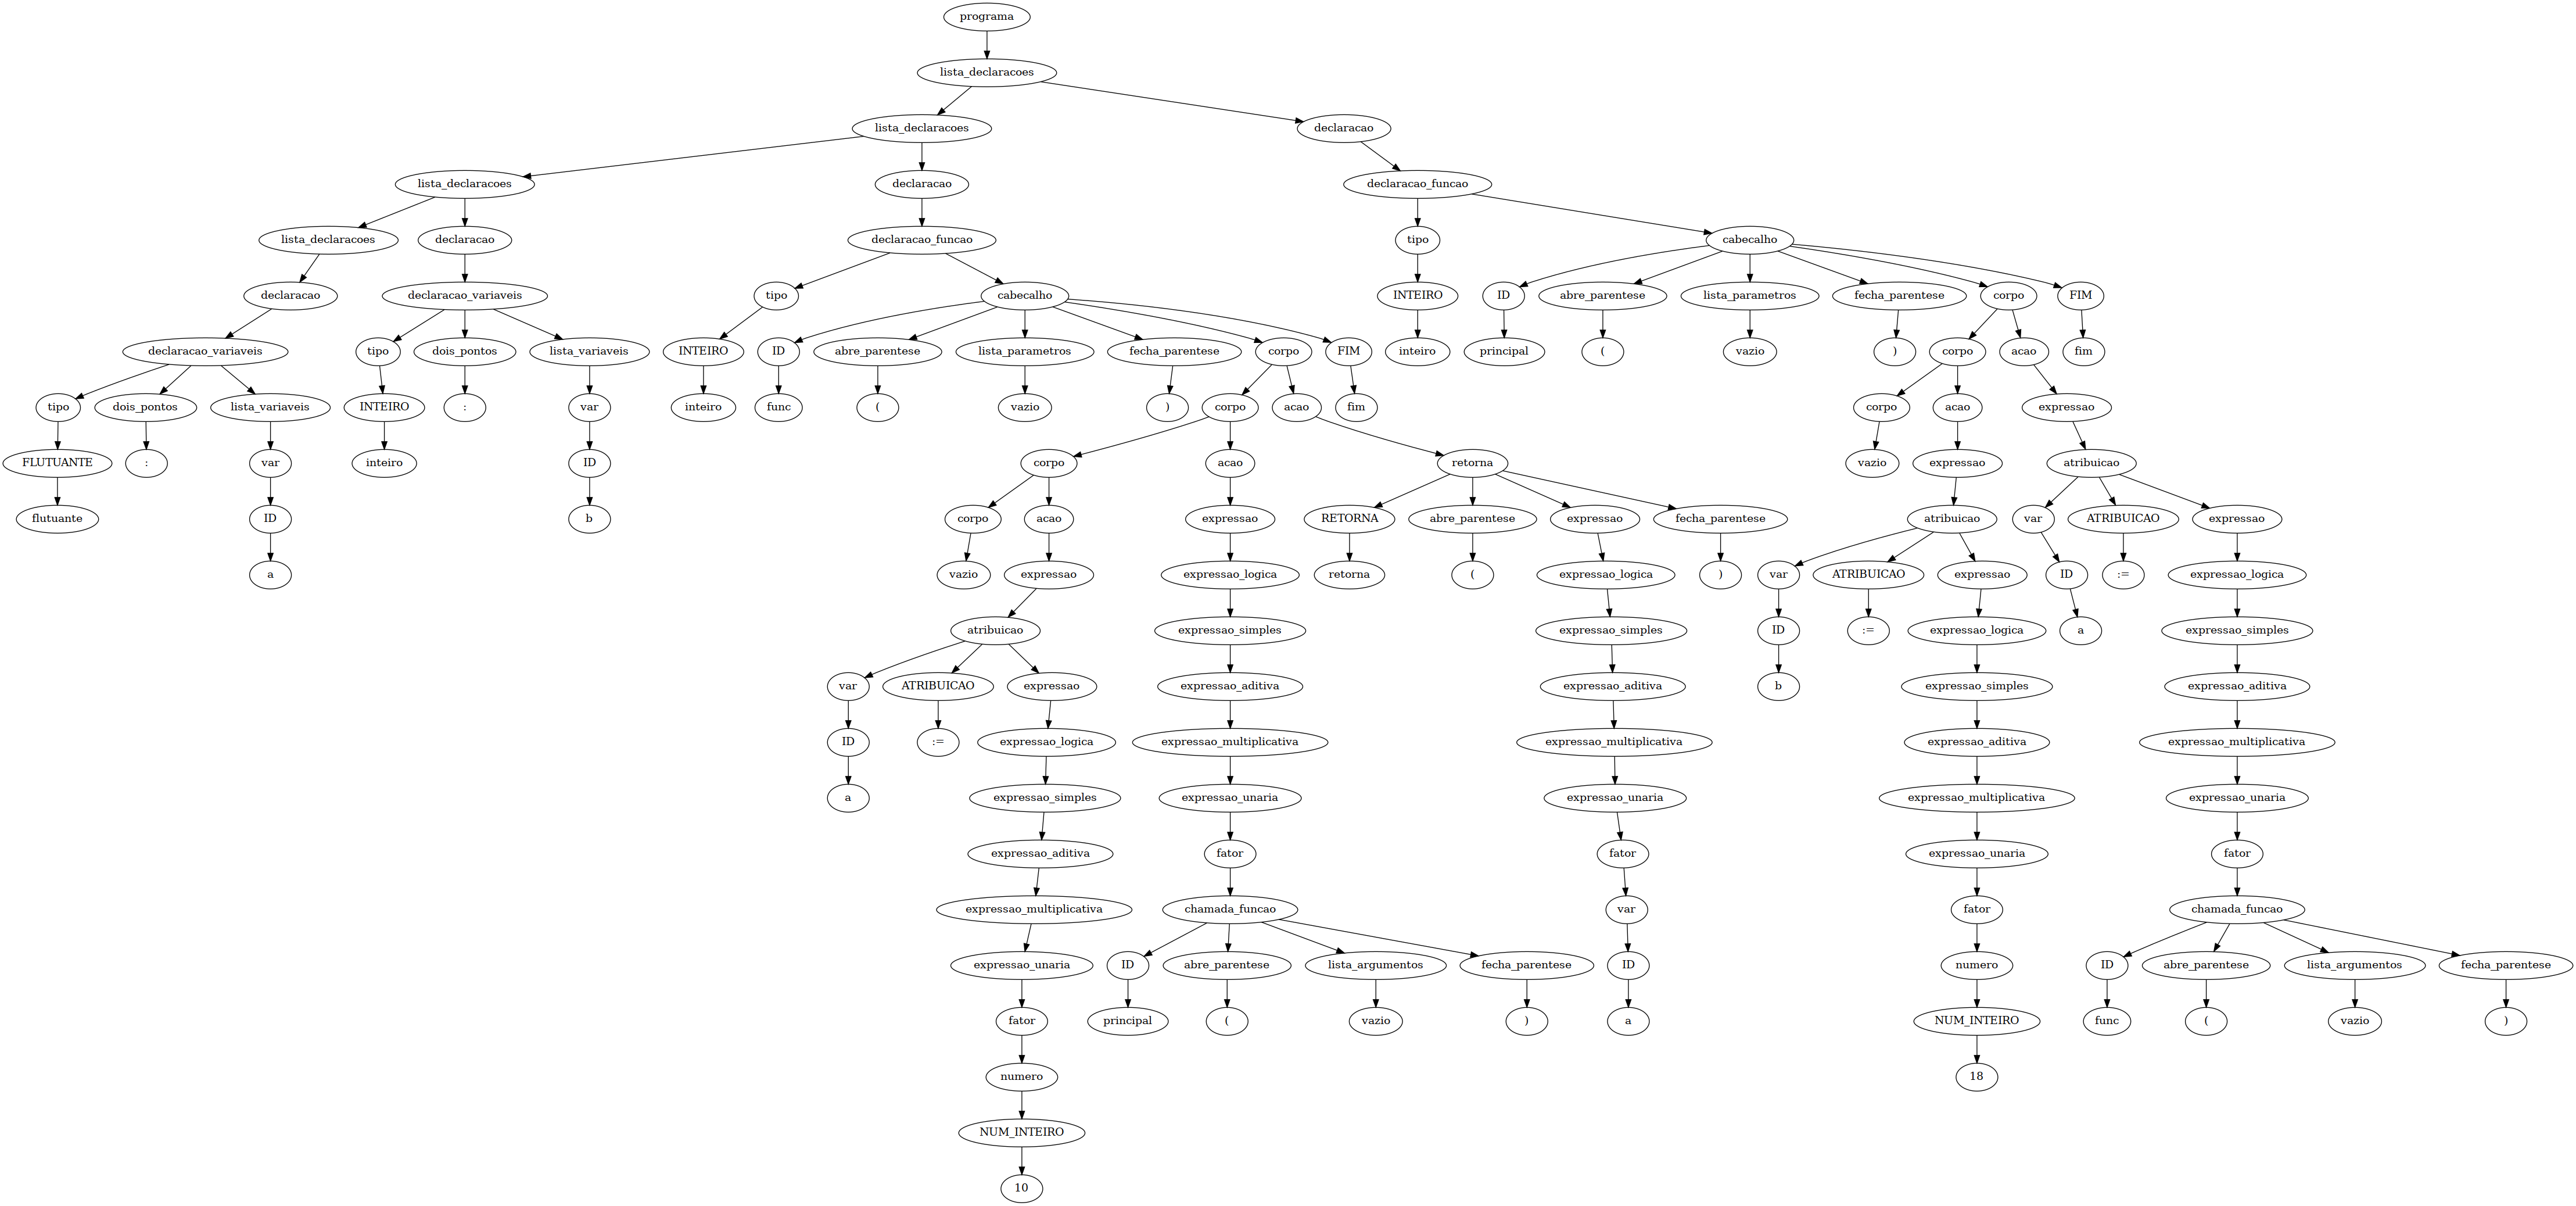 programa
lista_declaracoes
lista_declaracoes declaracao
lista_declaracoes declaracao declaracao_funcao
lista_declaracoes declaracao declaracao_funcao tipo cabecalho
declaracao declaracao_variaveis tipo cabecalho INTEIRO ID abre_parentese lista_parametros fecha_parentese corpo FIM
declaracao_variaveis tipo dois_pontos lista_variaveis INTEIRO ID abre_parentese lista_parametros fecha_parentese corpo FIM inteiro principal ( vazio ) corpo acao fim
tipo dois_pontos lista_variaveis INTEIRO : var inteiro func ( vazio ) corpo acao fim corpo acao expressao
FLUTUANTE : var inteiro ID corpo acao retorna vazio expressao atribuicao
flutuante ID b corpo acao expressao RETORNA abre_parentese expressao fecha_parentese atribuicao var ATRIBUICAO expressao
a vazio expressao expressao_logica retorna ( expressao_logica ) var ATRIBUICAO expressao ID := expressao_logica
atribuicao expressao_simples expressao_simples ID := expressao_logica a expressao_simples
var ATRIBUICAO expressao expressao_aditiva expressao_aditiva b expressao_simples expressao_aditiva
ID := expressao_logica expressao_multiplicativa expressao_multiplicativa expressao_aditiva expressao_multiplicativa
a expressao_simples expressao_unaria expressao_unaria expressao_multiplicativa expressao_unaria
expressao_aditiva fator fator expressao_unaria fator
expressao_multiplicativa chamada_funcao var fator chamada_funcao
expressao_unaria ID abre_parentese lista_argumentos fecha_parentese ID numero ID abre_parentese lista_argumentos fecha_parentese
fator principal ( vazio ) a NUM_INTEIRO func ( vazio )
numero 18
NUM_INTEIRO
10